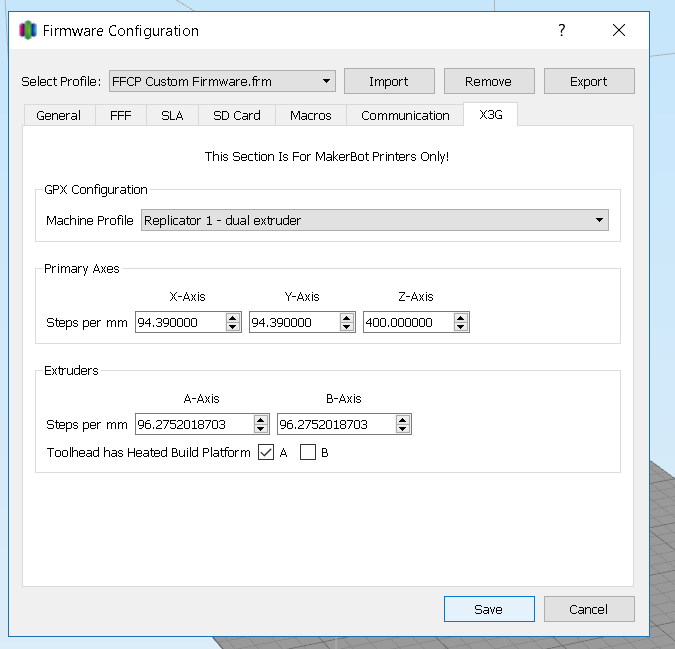 Firmware Configuration ?
Select Profile: FFCP Custom Firmware.frm Import Remove Export
General FFF SLA SD Card Macros Communication X3G
This Section Is For MakerBot Printers Only!
GPX Configuration
Machine Profile Replicator 1 - dual extruder
Primary Axes
X-Axis Y-Axis Z-Axis
Steps per mm 94.390000 94.390000 400.000000
Extruders
A-Axis B-Axis
Steps per mm 96.2752018703 96.2752018703
Toolhead has Heated Build Platform A B
Save Cancel